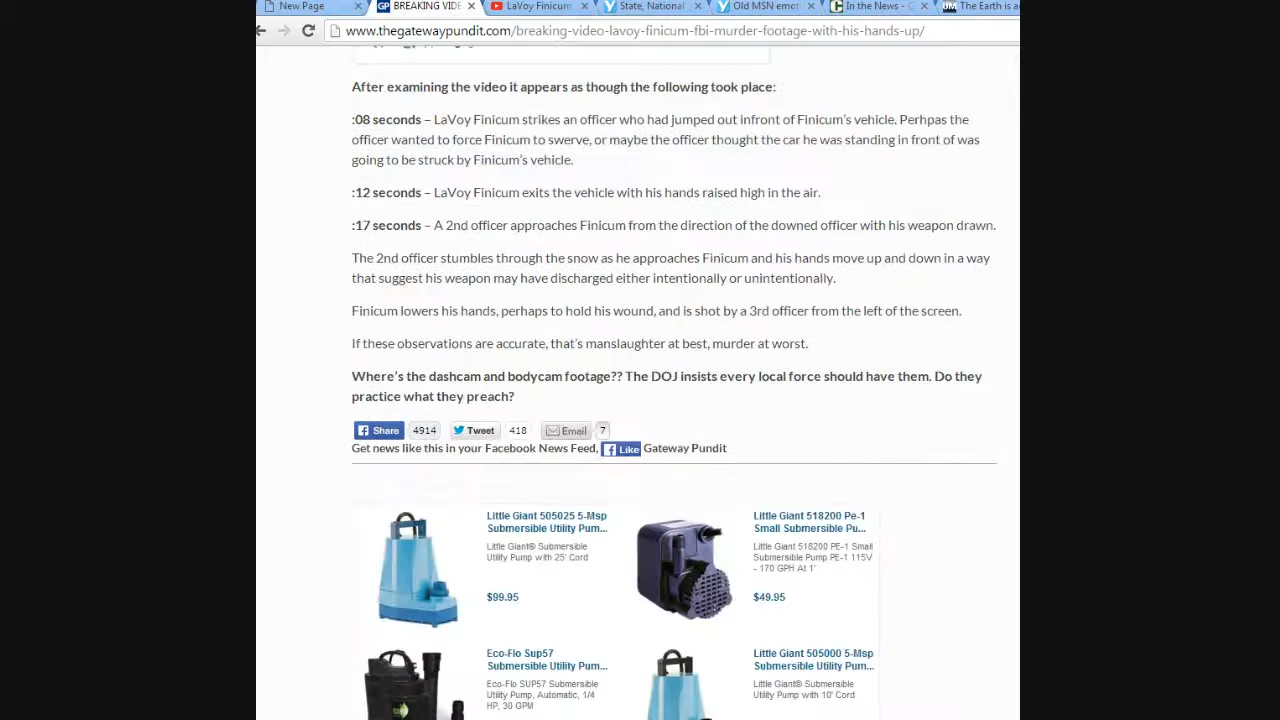 New Page
BREAKING VIDE
LaVoy Finicum
State, National
Old MSN emot
In the News - C
The Earth is a
www.thegatewaypundit.com/breaking-video-lavoy-finicum-fbi-murder-footage-with-his-hands-up/
After examining the video it appears as though the following took place:
:08 seconds – LaVoy Finicum strikes an officer who had jumped out infront of Finicum's vehicle. Perhpas the
officer wanted to force Finicum to swerve, or maybe the officer thought the car he was standing in front of was
going to be struck by Finicum's vehicle.
:12 seconds – LaVoy Finicum exits the vehicle with his hands raised high in the air.
:17 seconds – A 2nd officer approaches Finicum from the direction of the downed officer with his weapon drawn.
The 2nd officer stumbles through the snow as he approaches Finicum and his hands move up and down in a way
that suggest his weapon may have discharged either intentionally or unintentionally.
Finicum lowers his hands, perhaps to hold his wound, and is shot by a 3rd officer from the left of the screen.
If these observations are accurate, that's manslaughter at best, murder at worst.
Where's the dashcam and bodycam footage?? The DOJ insists every local force should have them. Do they
practice what they preach?
Share 4914 Tweet 418 Email 7
Get news like this in your Facebook News Feed, Like Gateway Pundit
Little Giant 505025 5-Msp
Submersible Utility Pum...
Little Giant® Submersible
Utility Pump with 25' Cord
$99.95
Little Giant 518200 Pe-1
Small Submersible Pu...
Little Giant 518200 PE-1 Small
Submersible Pump PE-1 115V
- 170 GPH At 1'
$49.95
Eco-Flo Sup57
Submersible Utility Pum...
Eco-Flo SUP57 Submersible
Utility Pump, Automatic, 1/4
HP, 30 GPM
Little Giant 505000 5-Msp
Submersible Utility Pum...
Little Giant® Submersible
Utility Pump with 10' Cord